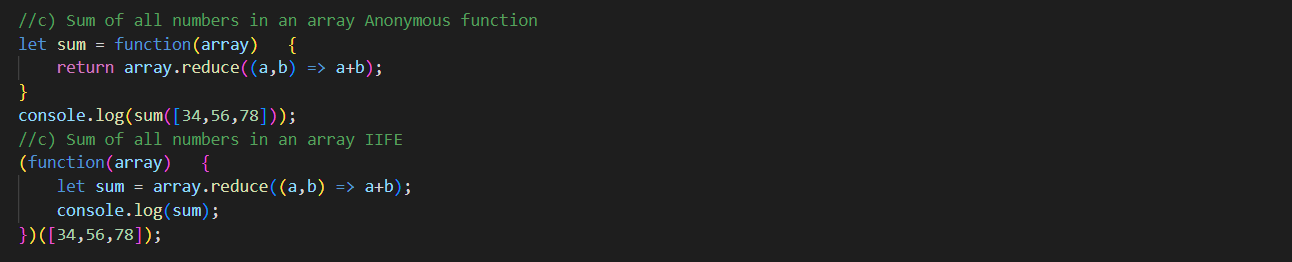 //c) Sum of all numbers in an array Anonymous function
let sum = function(array)   {
    return array.reduce((a,b) => a+b);
}
console.log(sum([34,56,78]));
//c) Sum of all numbers in an array IIFE
(function(array)   {
    let sum = array.reduce((a,b) => a+b);
    console.log(sum);
})([34,56,78]);